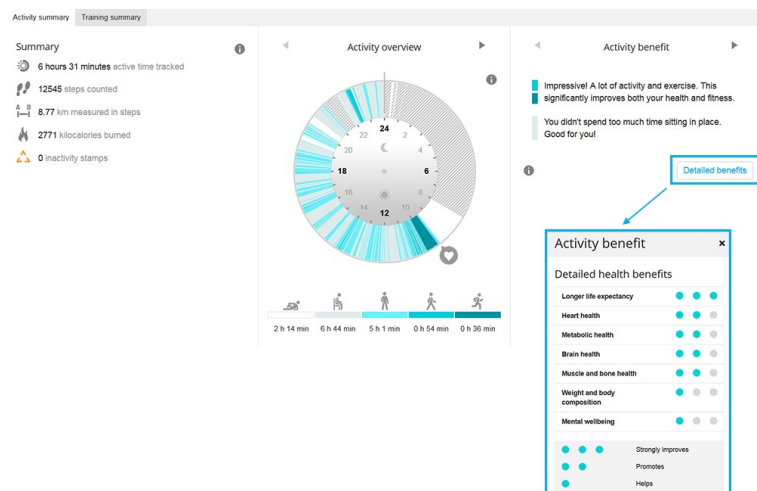 Activity summary
Training summary
Summary
6 hours 31 minutes active time tracked
12545 steps counted
A B
8.77 km measured in steps
2771 kilocalories burned
0 inactivity stamps
Activity overview
24
22
2
20
4
18
6
16
8
14
10
12
2 h 14 min
6 h 44 min
5 h 1 min
0 h 54 min
0 h 36 min
Activity benefit
Impressive! A lot of activity and exercise. This
significantly improves both your health and fitness.
You didn't spend too much time sitting in place.
Good for you!
Detailed benefits
Activity benefit
Detailed health benefits
Longer life expectancy
Heart health
Metabolic health
Brain health
Muscle and bone health
Weight and body
composition
Mental wellbeing
Strongly improves
Promotes
Helps